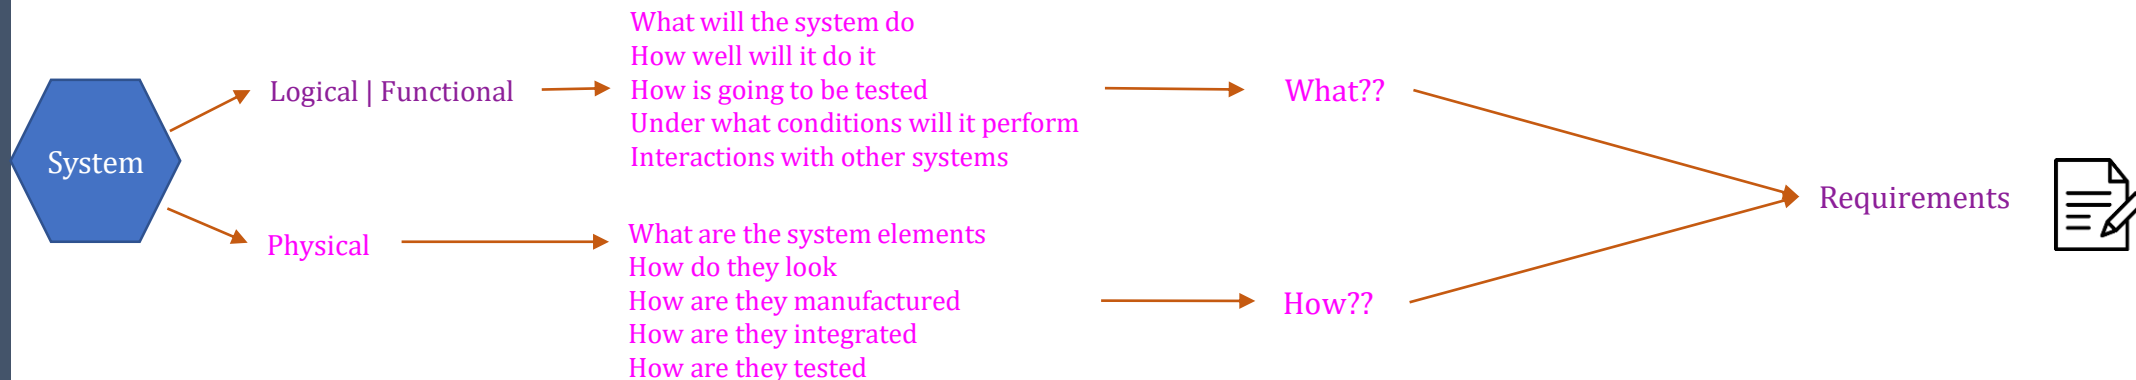 System
Logical | Functional
What will the system do
How well will it do it
How is going to be tested
Under what conditions will it perform
Interactions with other systems
What??
Physical
What are the system elements
How do they look
How are they manufactured
How are they integrated
How are they tested
How??
Requirements